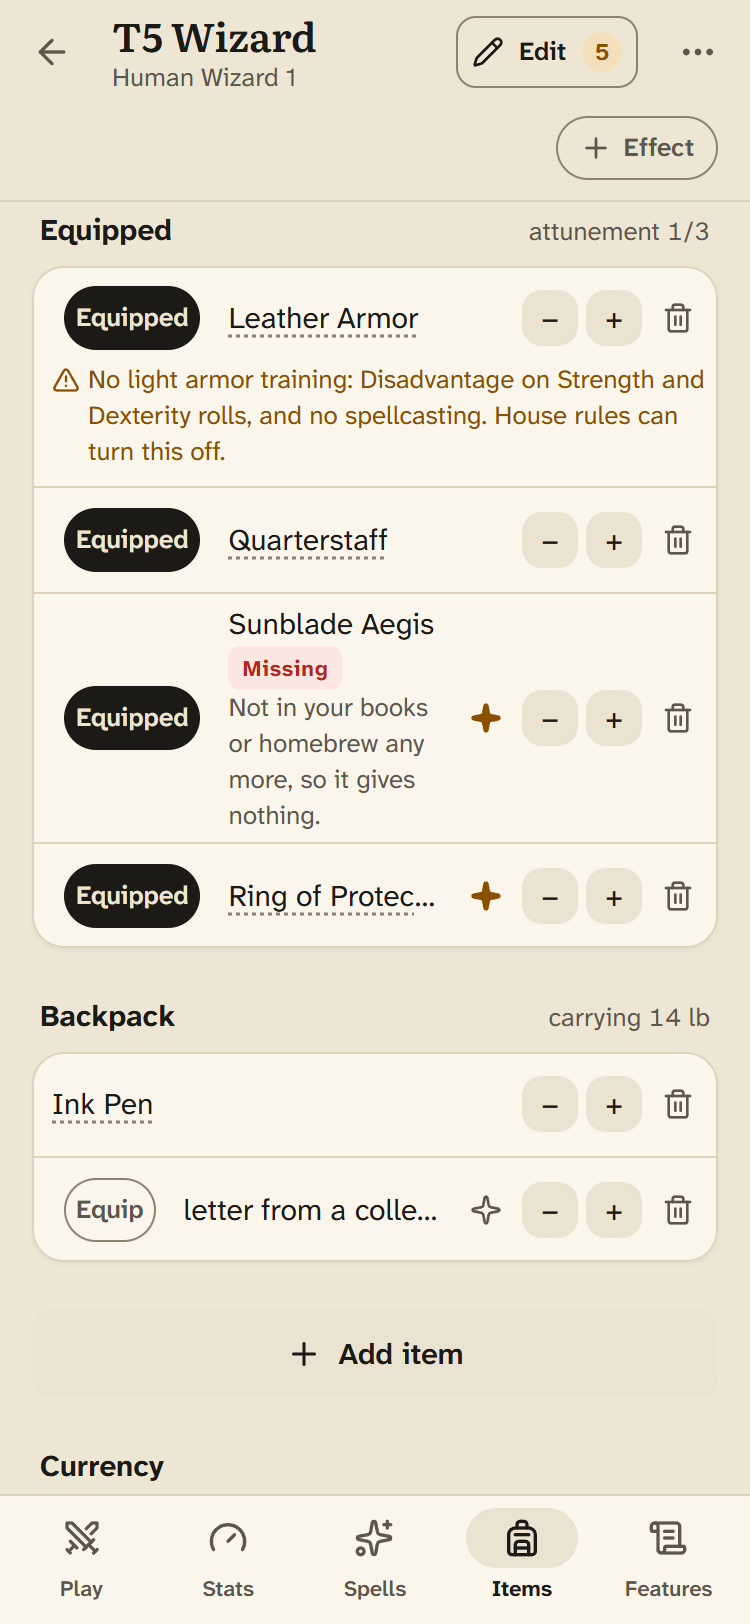 T5 Wizard
Human Wizard 1
Edit 5
+ Effect
Equipped attunement 1/3
Equipped Leather Armor − +
No light armor training: Disadvantage on Strength and
Dexterity rolls, and no spellcasting. House rules can
turn this off.
Equipped Quarterstaff − +
Sunblade Aegis
Missing
Equipped Not in your books − +
or homebrew any
more, so it gives
nothing.
Equipped Ring of Protec... − +
Backpack carrying 14 lb
Ink Pen − +
Equip letter from a colle... − +
+ Add item
Currency
Play Stats Spells Items Features